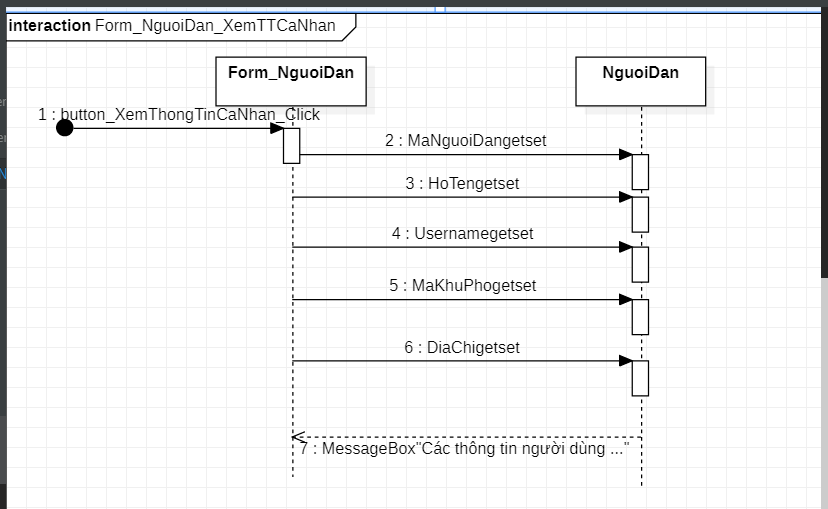 interaction Form_NguoiDan_XemTTCaNhan
Form_NguoiDan
NguoiDan
1 : button_XemThongTinCaNhan_Click
2 : MaNguoiDangetset
3 : HoTengetset
4 : Usernamegetset
5 : MaKhuPhogetset
6 : DiaChigetset
7 : MessageBox"Các thông tin người dùng ..."